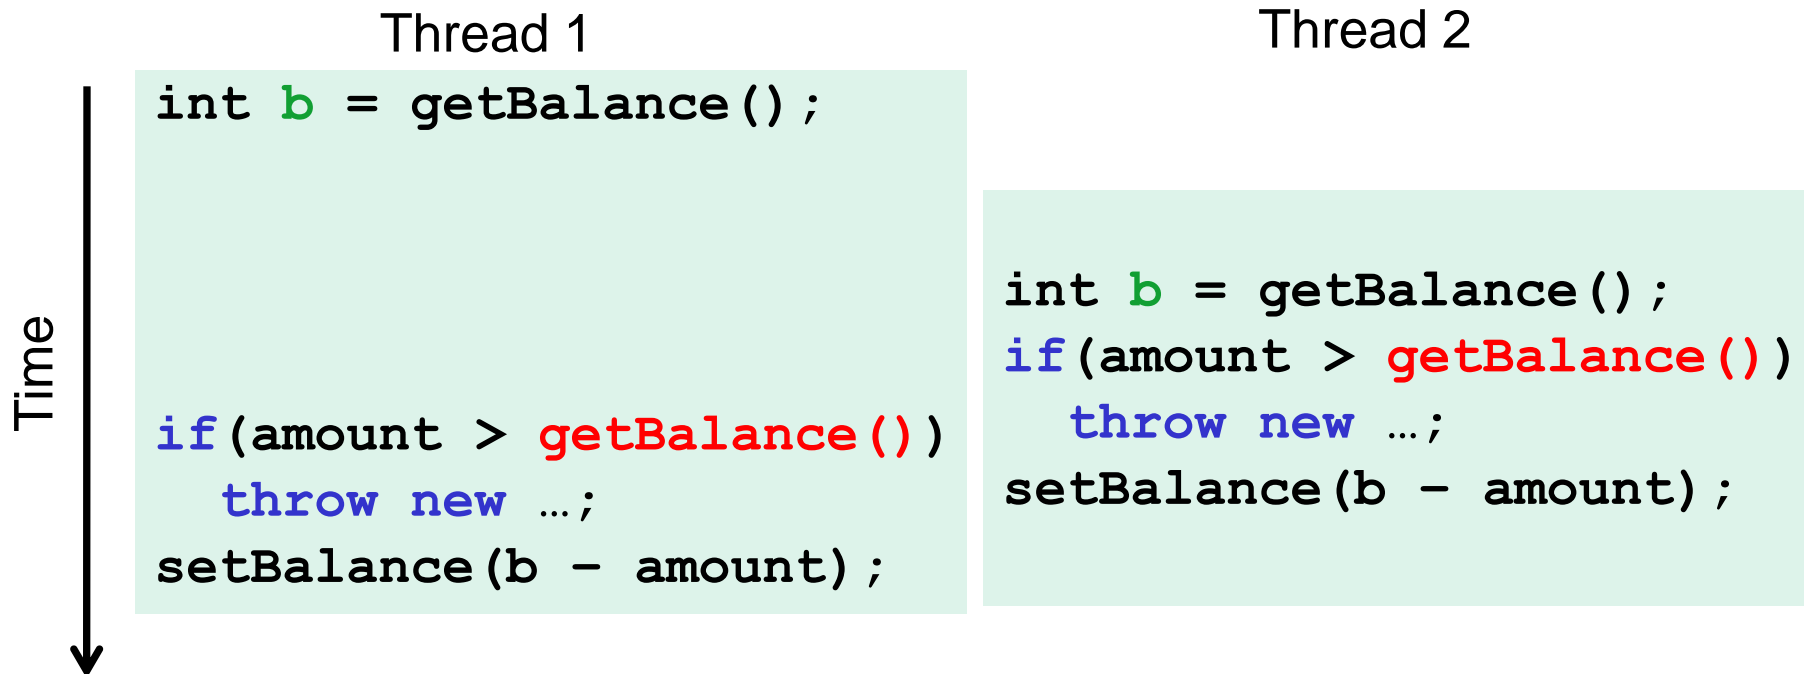 Thread 1
Thread 2
Time
int b = getBalance();
if(amount > getBalance())
throw new …;
setBalance(b – amount);
int b = getBalance();
if(amount > getBalance())
throw new …;
setBalance(b – amount);